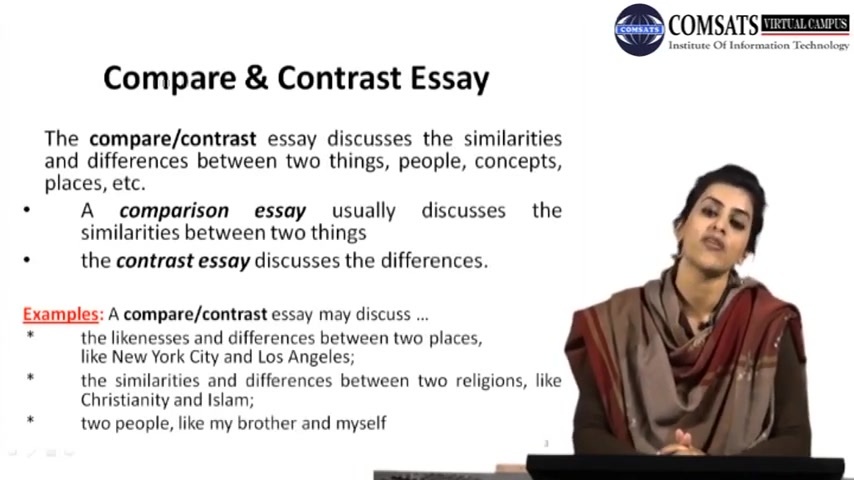 COMSATS
COMSATS VIRTUAL CAMPUS
Institute Of Information Technology
Compare & Contrast Essay
The compare/contrast essay discusses the similarities
and differences between two things, people, concepts,
places, etc.
• A comparison essay usually discusses the
similarities between two things
• the contrast essay discusses the differences.
Examples: A compare/contrast essay may discuss ...
* the likenesses and differences between two places,
like New York City and Los Angeles;
* the similarities and differences between two religions, like
Christianity and Islam;
* two people, like my brother and myself
3